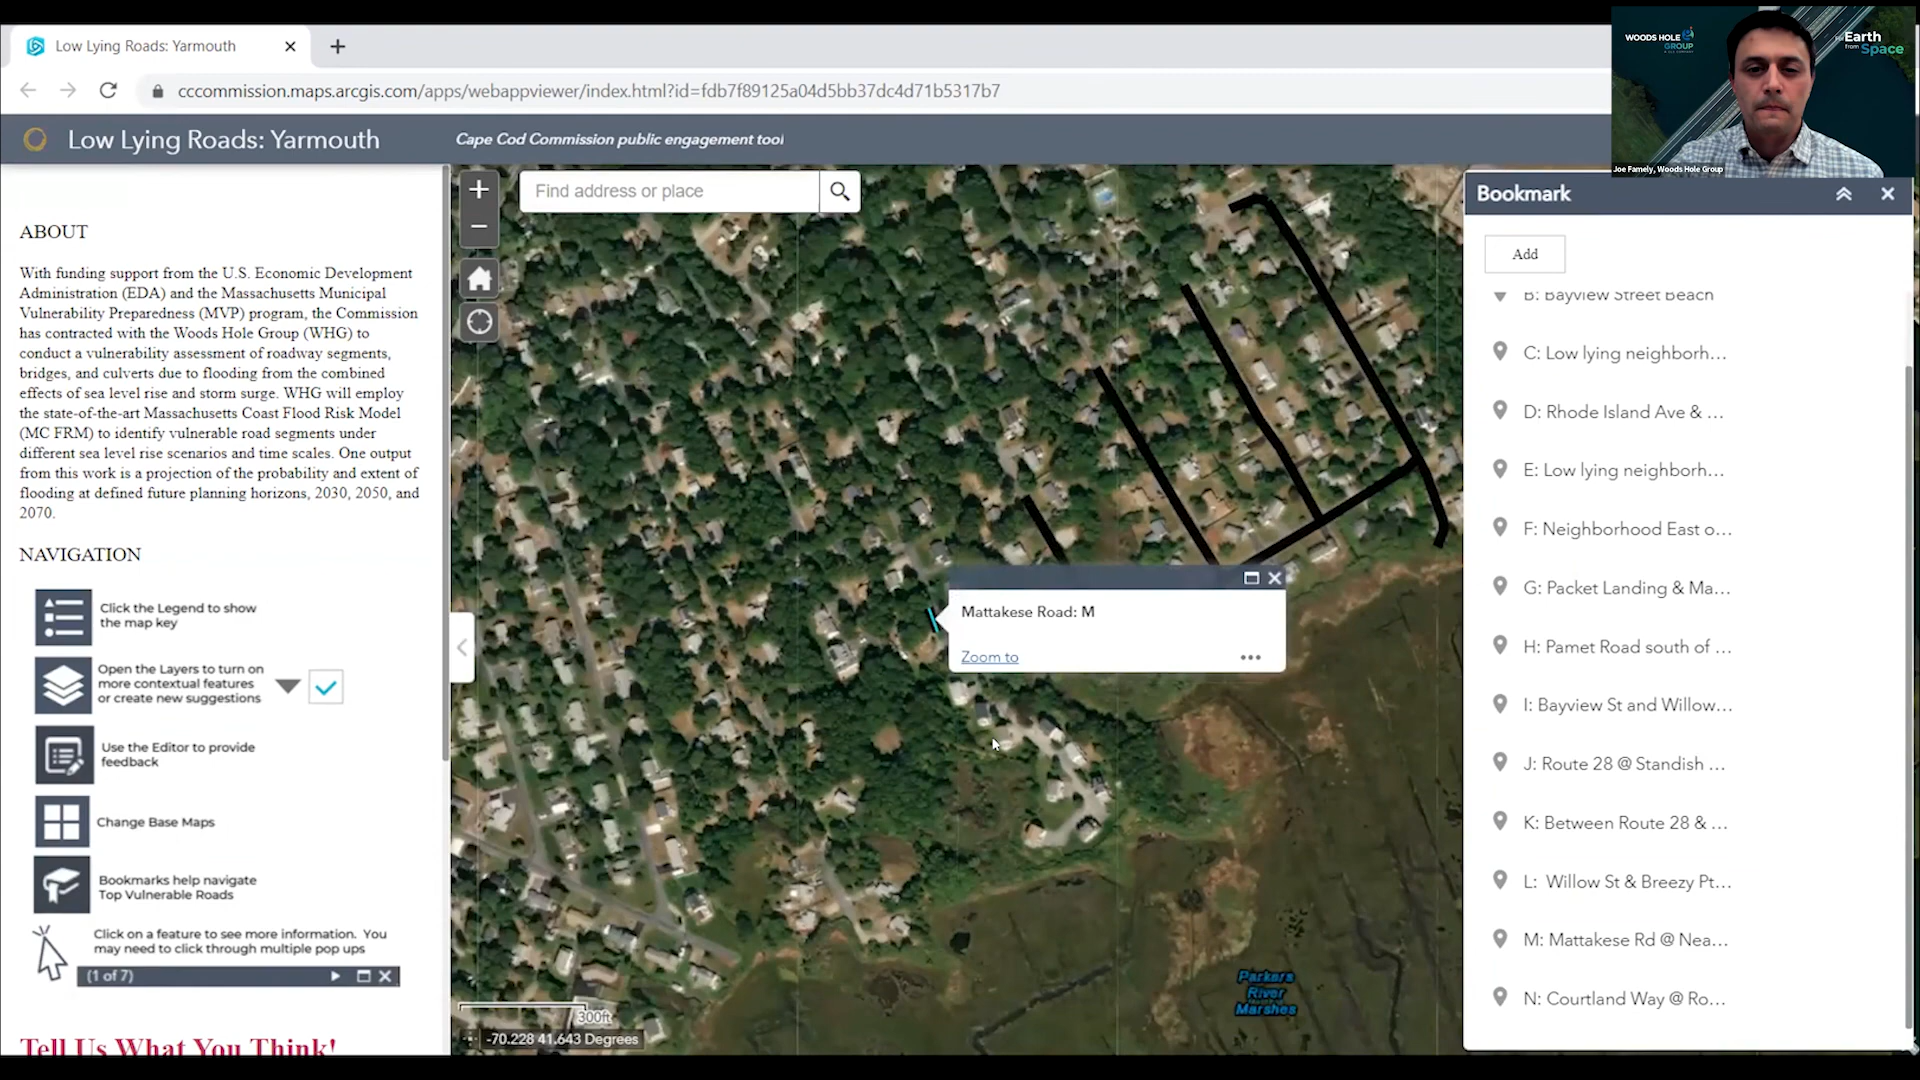 Low Lying Roads: Yarmouth
cccommission.maps.arcgis.com/apps/webappviewer/index.html?id=fdb7f89125a04d5bb37dc4d71b5317b7
Low Lying Roads: Yarmouth
Cape Cod Commission public engagement tool
WOODS HOLE
GROUP
Earth
from Space
Joe Famely, Woods Hole Group
ABOUT
With funding support from the U.S. Economic Development
Administration (EDA) and the Massachusetts Municipal
Vulnerability Preparedness (MVP) program, the Commission
has contracted with the Woods Hole Group (WHG) to
conduct a vulnerability assessment of roadway segments,
bridges, and culverts due to flooding from the combined
effects of sea level rise and storm surge. WHG will employ
the state-of-the-art Massachusetts Coast Flood Risk Model
(MC FRM) to identify vulnerable road segments under
different sea level rise scenarios and time scales. One output
from this work is a projection of the probability and extent of
flooding at defined future planning horizons, 2030, 2050, and
2070.
NAVIGATION
Click the Legend to show
the map key
Open the Layers to turn on
more contextual features
or create new suggestions
Use the Editor to provide
feedback
Change Base Maps
Bookmarks help navigate
Top Vulnerable Roads
Click on a feature to see more information. You
may need to click through multiple pop ups
(1 of 7)
Tell Us What You Think!
Find address or place
Mattakese Road: M
Zoom to
Parkers
River
Marshes
300ft
-70.228 41.643 Degrees
Bookmark
Add
B: Bayview Street Beach
C: Low lying neighborh...
D: Rhode Island Ave & ...
E: Low lying neighborh...
F: Neighborhood East o...
G: Packet Landing & Ma...
H: Pamet Road south of ...
I: Bayview St and Willow...
J: Route 28 @ Standish ...
K: Between Route 28 & ...
L: Willow St & Breezy Pt...
M: Mattakese Rd @ Nea...
N: Courtland Way @ Ro...